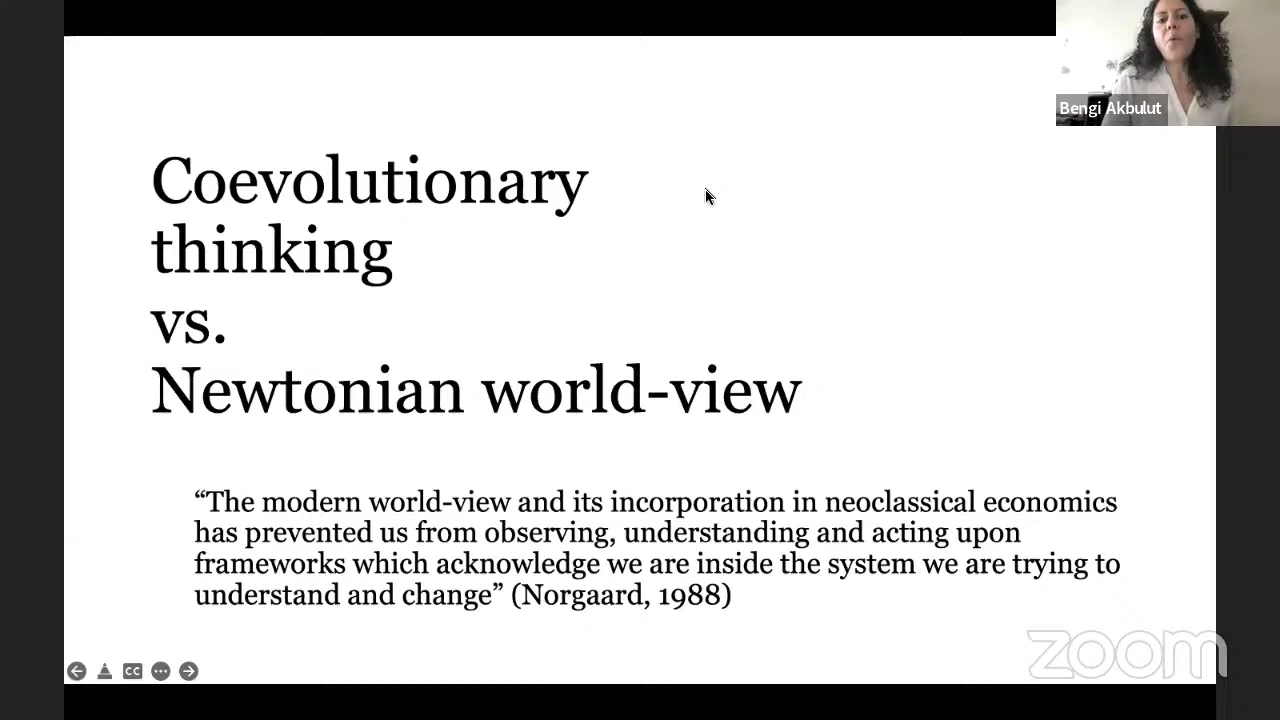 Bengi Akbulut
Coevolutionary
thinking
vs.
Newtonian world-view
“The modern world-view and its incorporation in neoclassical economics
has prevented us from observing, understanding and acting upon
frameworks which acknowledge we are inside the system we are trying to
understand and change” (Norgaard, 1988)
zoom
CC